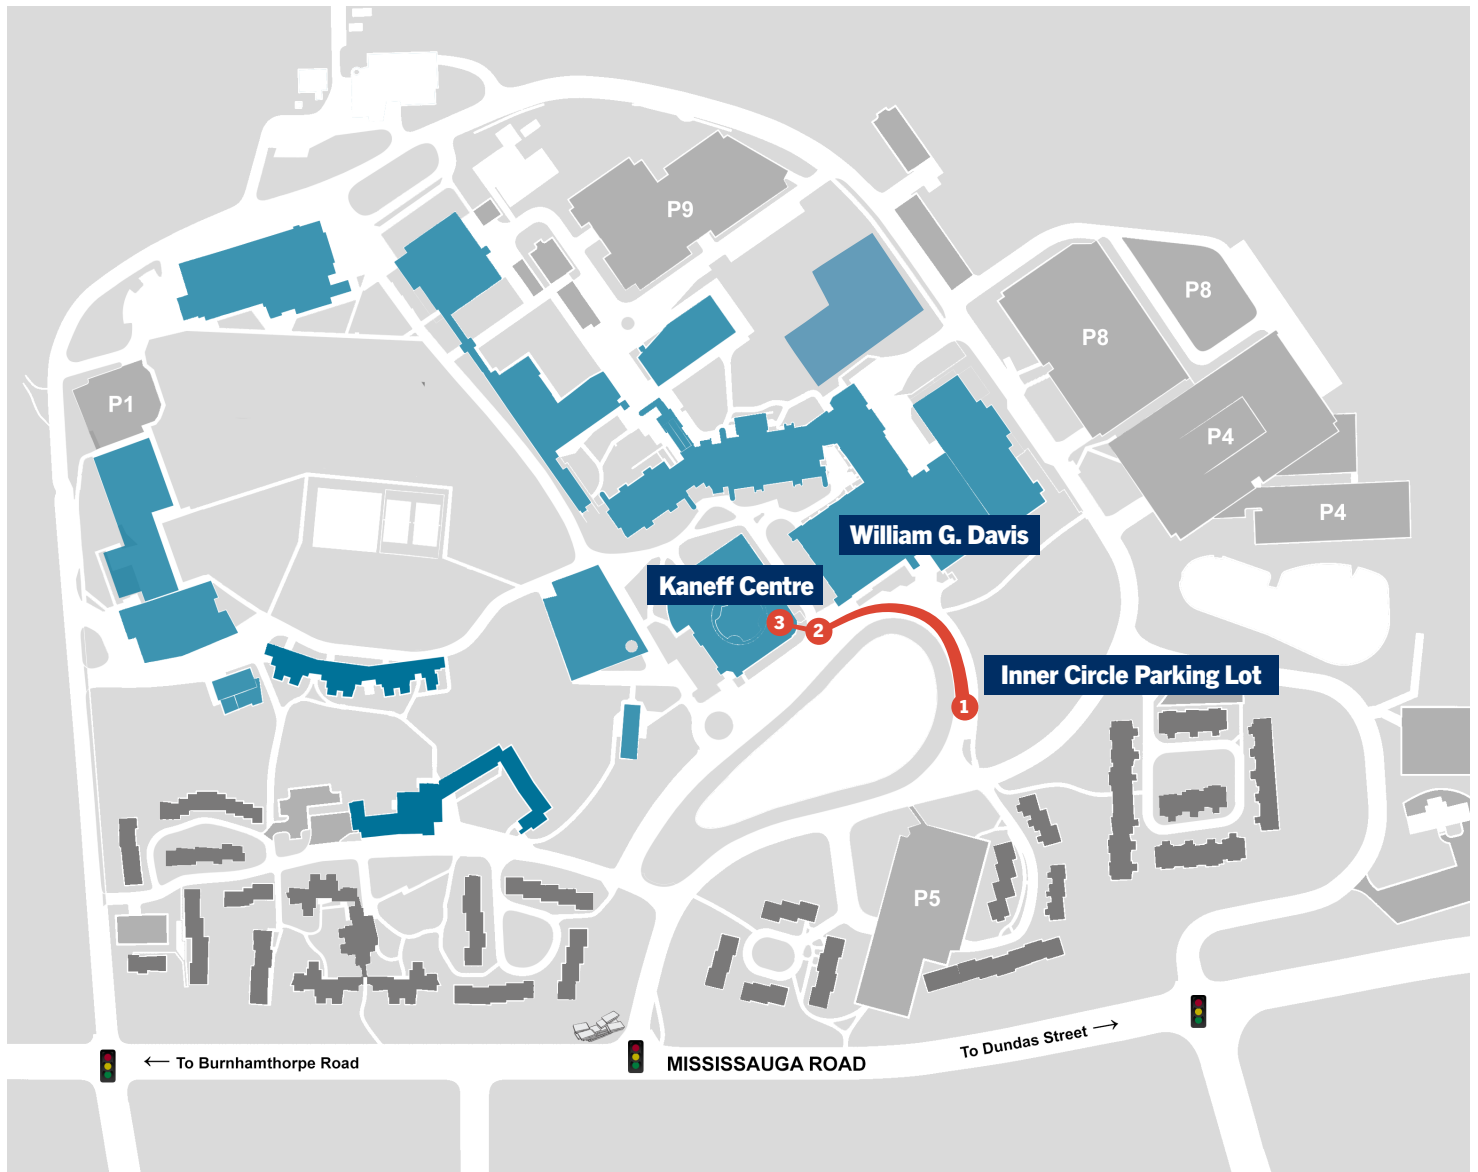 P9
P8
P8
P1
P4
P4
William G. Davis
Kaneff Centre
3
2
Inner Circle Parking Lot
1
P5
To Dundas Street →
← To Burnhamthorpe Road
MISSISSAUGA ROAD